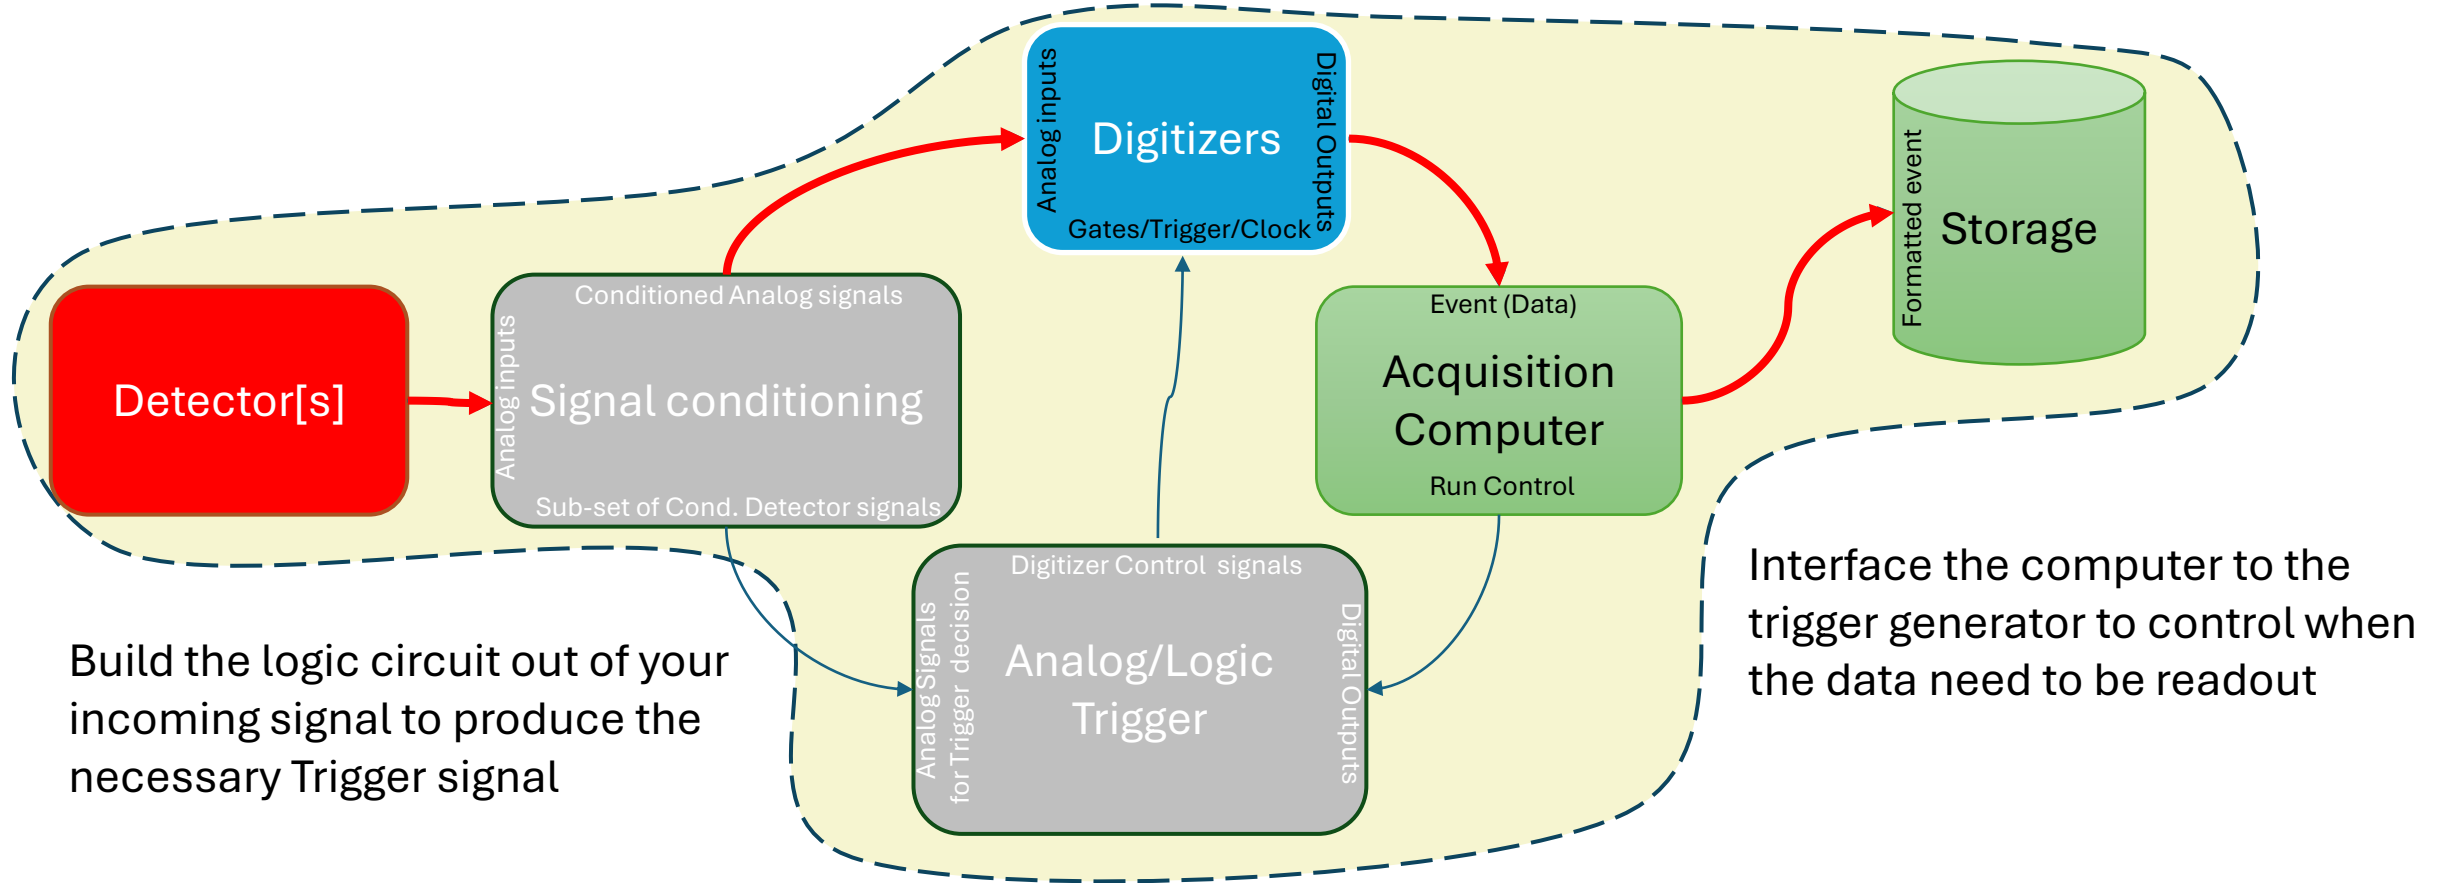 Analog inputs
Digitizers
Digital Outputs
Gates/Trigger/Clock
Formatted event
Storage
Detector[s]
Conditioned Analog signals
Analog inputs
Signal conditioning
Sub-set of Cond. Detector signals
Event (Data)
Acquisition
Computer
Run Control
Digitizer Control signals
Analog Signals
for Trigger decision
Analog/Logic
Trigger
Digital Outputs
Build the logic circuit out of your
incoming signal to produce the
necessary Trigger signal
Interface the computer to the
trigger generator to control when
the data need to be readout